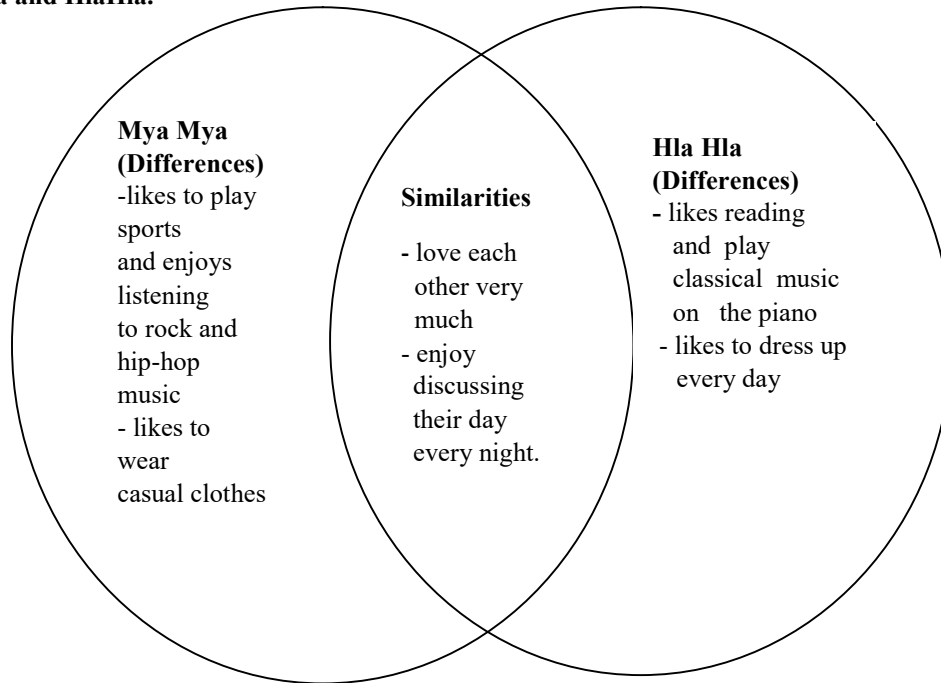 Mya Mya
(Differences)
-likes to play
sports
and enjoys
listening
to rock and
hip-hop
music
- likes to
wear
casual clothes
Similarities
- love each
other very
much
- enjoy
discussing
their day
every night.
Hla Hla
(Differences)
- likes reading
and play
classical music
on the piano
- likes to dress up
every day